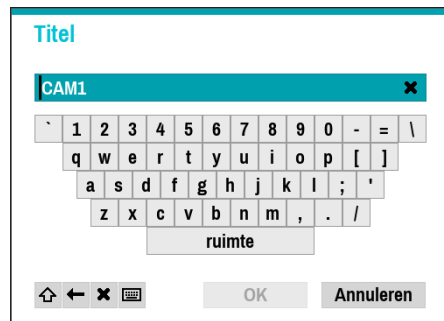 Titel
CAM1
` 1 2 3 4 5 6 7 8 9 0 - = \
q w e r t y u i o p [ ]
a s d f g h j k l ; '
z x c v b n m , . /
ruimte
OK Annuleren